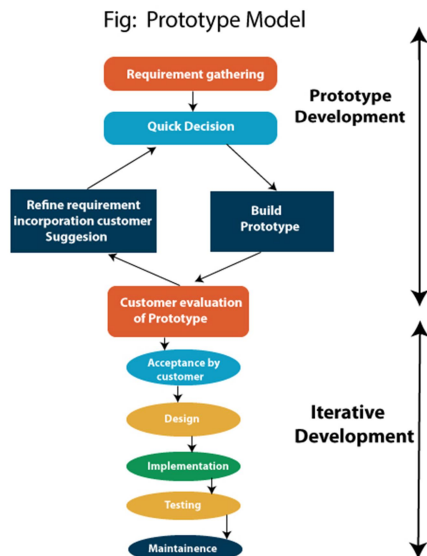 Fig: Prototype Model
Requirement gathering
Prototype
Development
Quick Decision
Refine requirement
incorporation customer
Suggesion
Build
Prototype
Customer evaluation
of Prototype
Acceptance by
customer
Iterative
Development
Design
Implementation
Testing
Maintainence